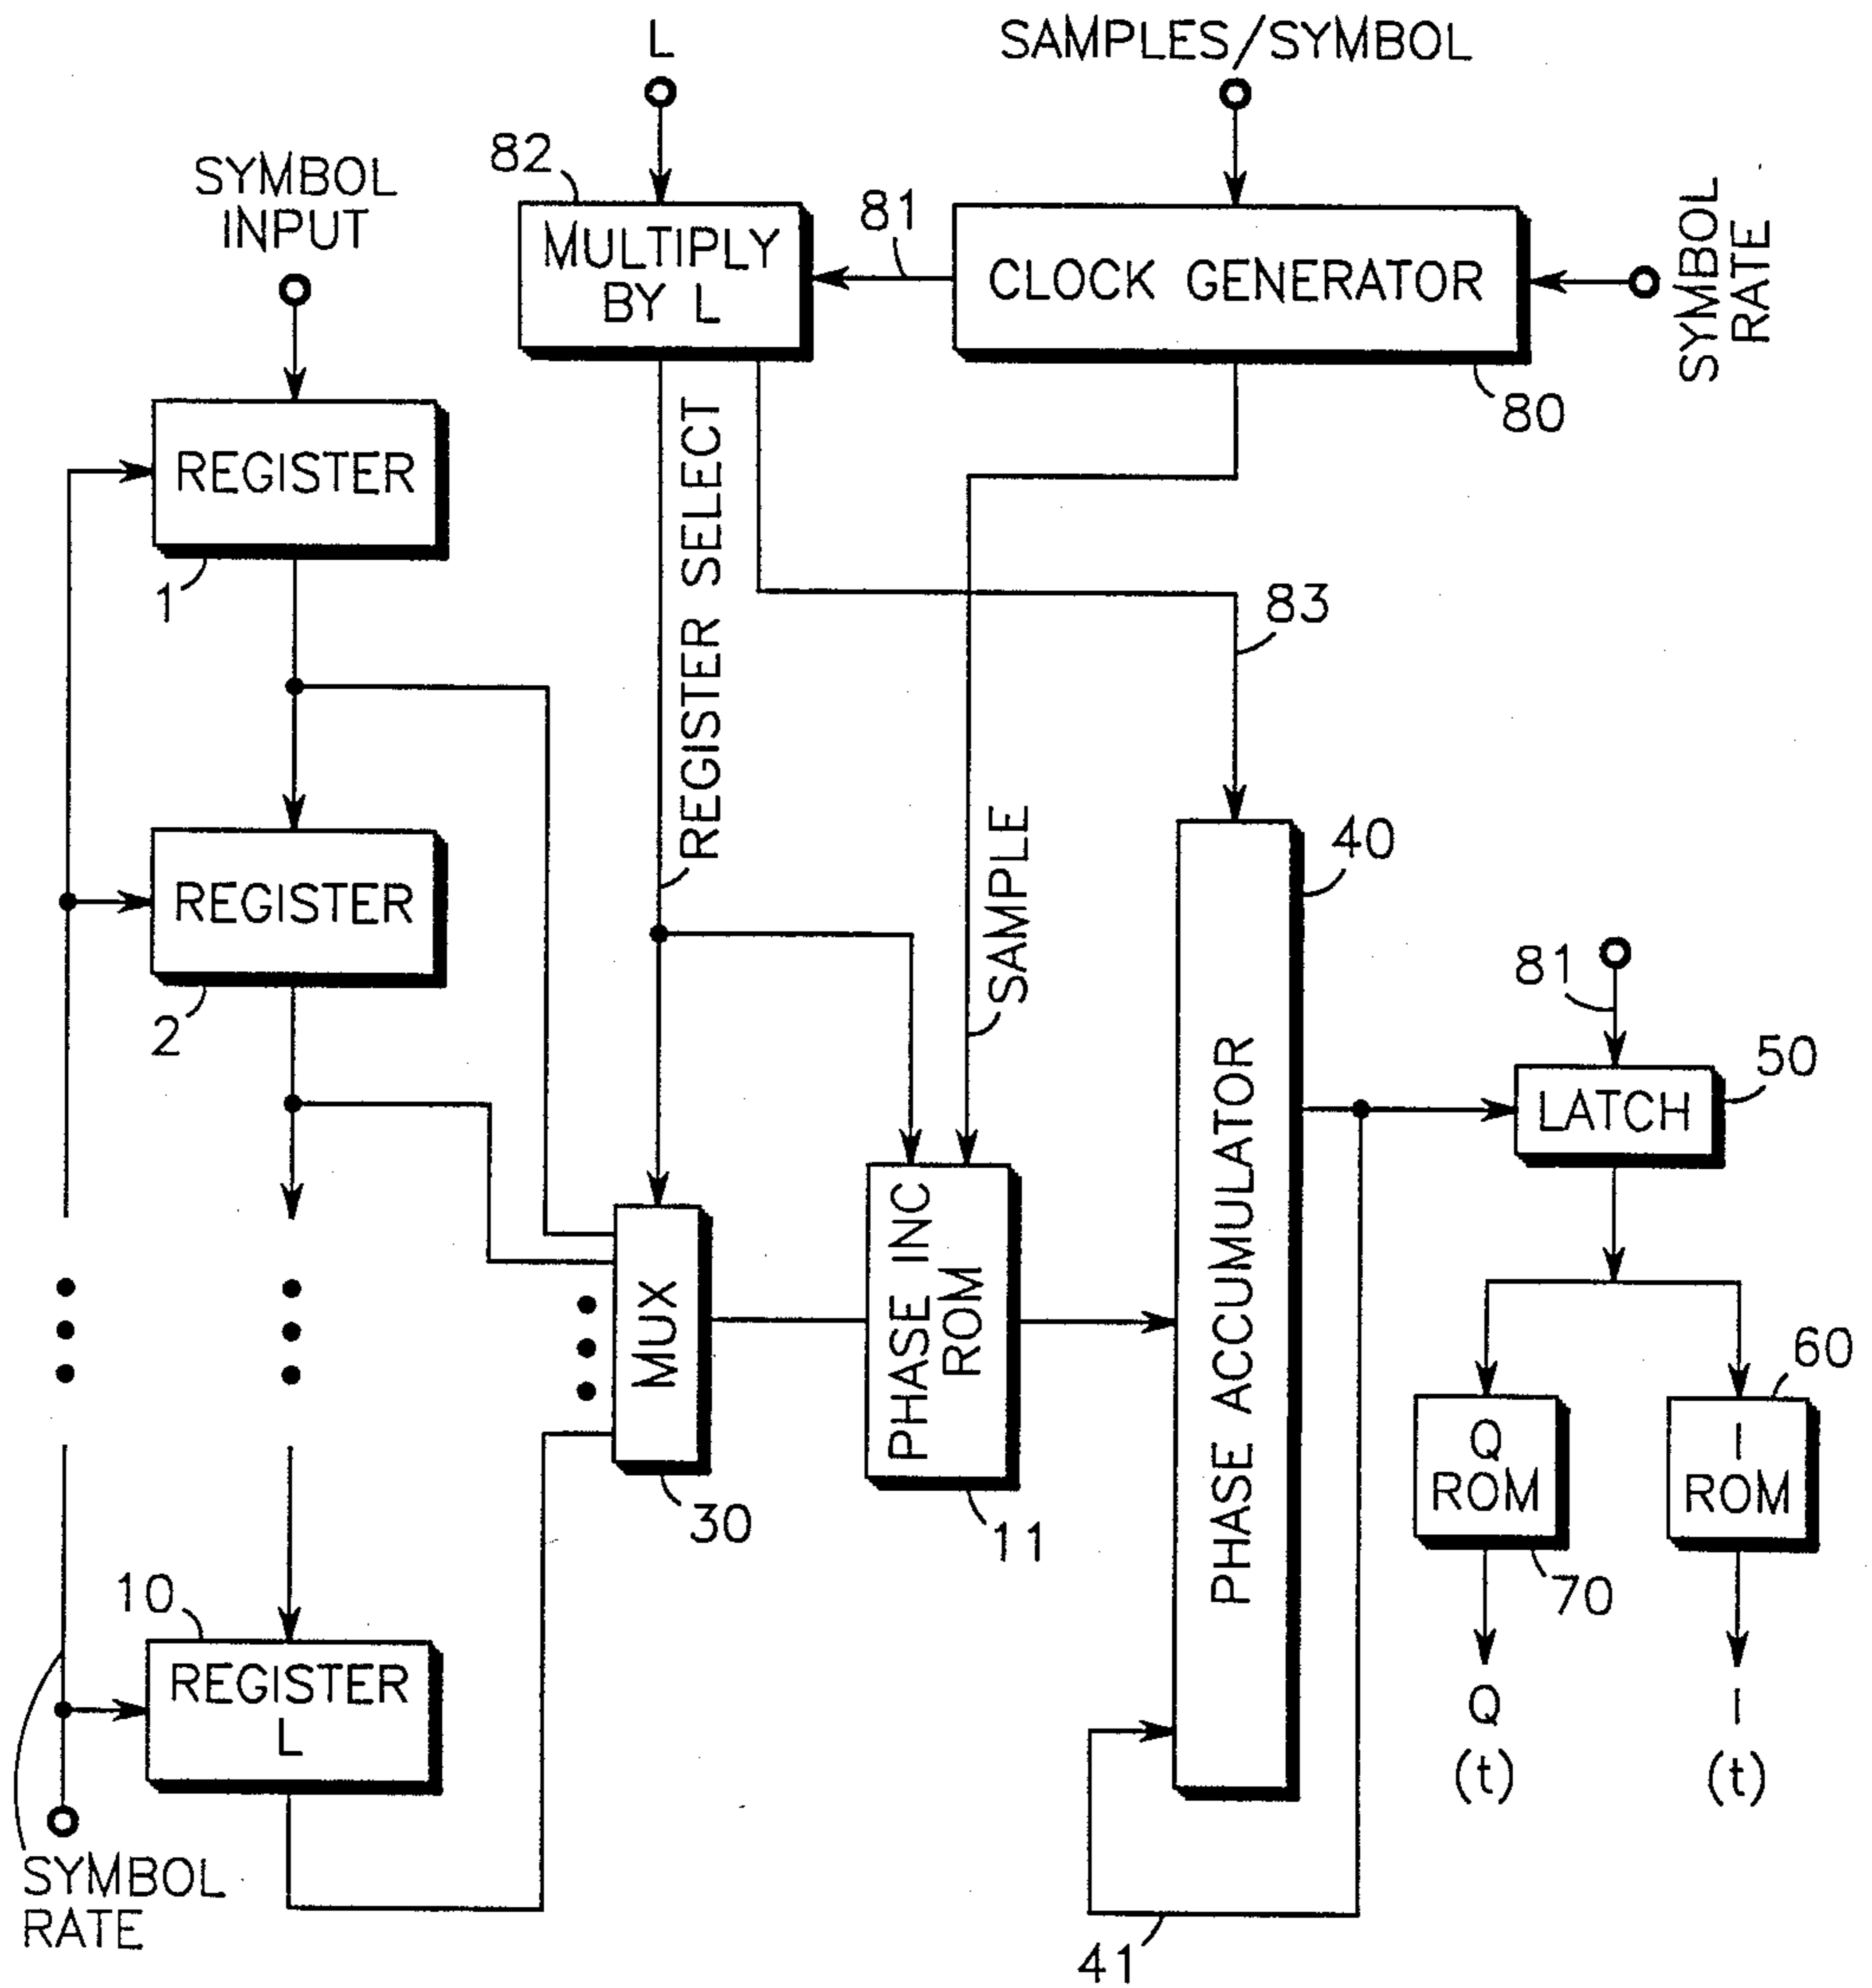 L
SAMPLES/SYMBOL
82
SYMBOL
INPUT
MULTIPLY
BY L
81
CLOCK GENERATOR
SYMBOL
RATE
80
REGISTER
1
REGISTER SELECT
83
REGISTER
2
SAMPLE
40
81
50
LATCH
PHASE ACCUMULATOR
MUX
30
PHASE INC
ROM
11
60
Q
ROM
70
I
ROM
10
REGISTER
L
Q
(t)
I
(t)
SYMBOL
RATE
41